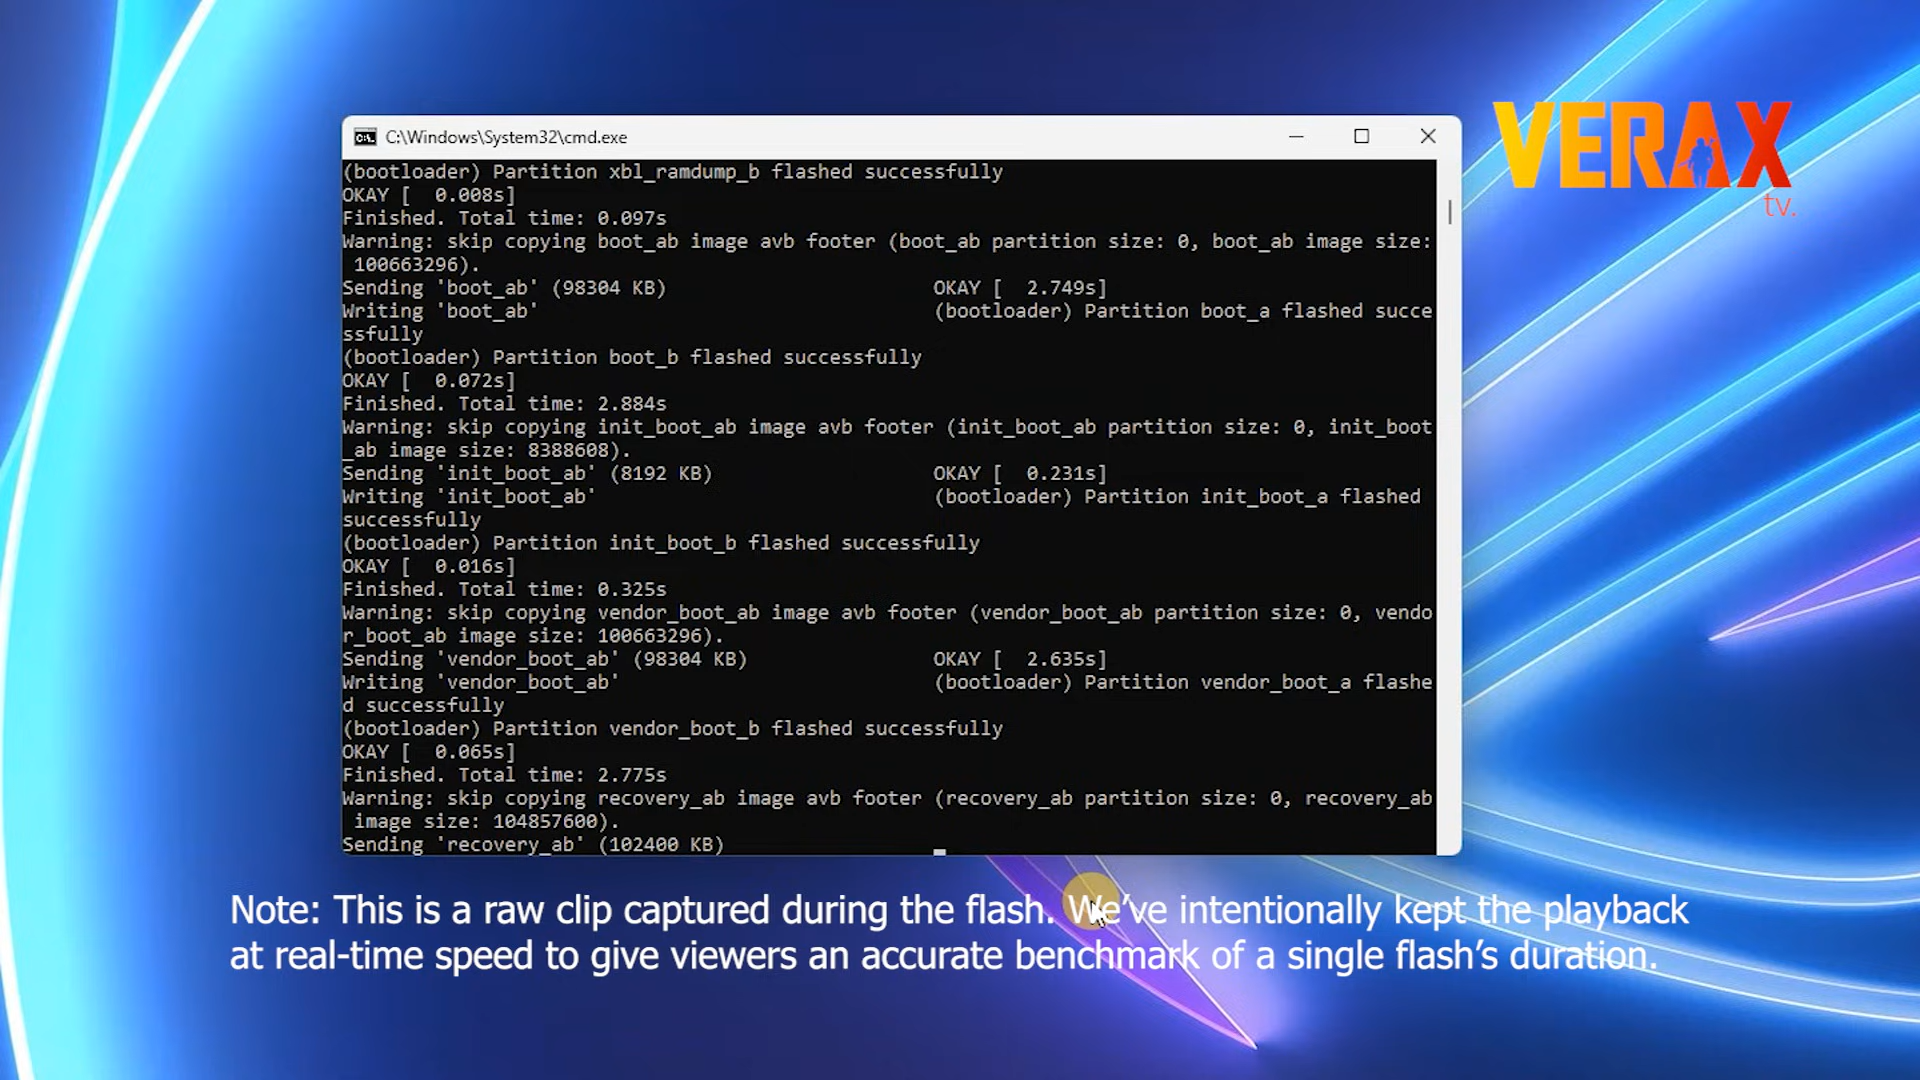 C:\Windows\System32\cmd.exe
VERAX
tv.
(bootloader) Partition xbl_ramdump_b flashed successfully
OKAY [  0.008s]
Finished. Total time: 0.097s
Warning: skip copying boot_ab image avb footer (boot_ab partition size: 0, boot_ab image size:
 100663296).
Sending 'boot_ab' (98304 KB)                       OKAY [  2.749s]
Writing 'boot_ab'                                  (bootloader) Partition boot_a flashed succe
ssfully
(bootloader) Partition boot_b flashed successfully
OKAY [  0.072s]
Finished. Total time: 2.884s
Warning: skip copying init_boot_ab image avb footer (init_boot_ab partition size: 0, init_boot
_ab image size: 8388608).
Sending 'init_boot_ab' (8192 KB)                   OKAY [  0.231s]
Writing 'init_boot_ab'                             (bootloader) Partition init_boot_a flashed
successfully
(bootloader) Partition init_boot_b flashed successfully
OKAY [  0.016s]
Finished. Total time: 0.325s
Warning: skip copying vendor_boot_ab image avb footer (vendor_boot_ab partition size: 0, vendo
r_boot_ab image size: 100663296).
Sending 'vendor_boot_ab' (98304 KB)                OKAY [  2.635s]
Writing 'vendor_boot_ab'                           (bootloader) Partition vendor_boot_a flashe
d successfully
(bootloader) Partition vendor_boot_b flashed successfully
OKAY [  0.065s]
Finished. Total time: 2.775s
Warning: skip copying recovery_ab image avb footer (recovery_ab partition size: 0, recovery_ab
 image size: 104857600).
Sending 'recovery_ab' (102400 KB)
Note: This is a raw clip captured during the flash. We've intentionally kept the playback
at real-time speed to give viewers an accurate benchmark of a single flash's duration.